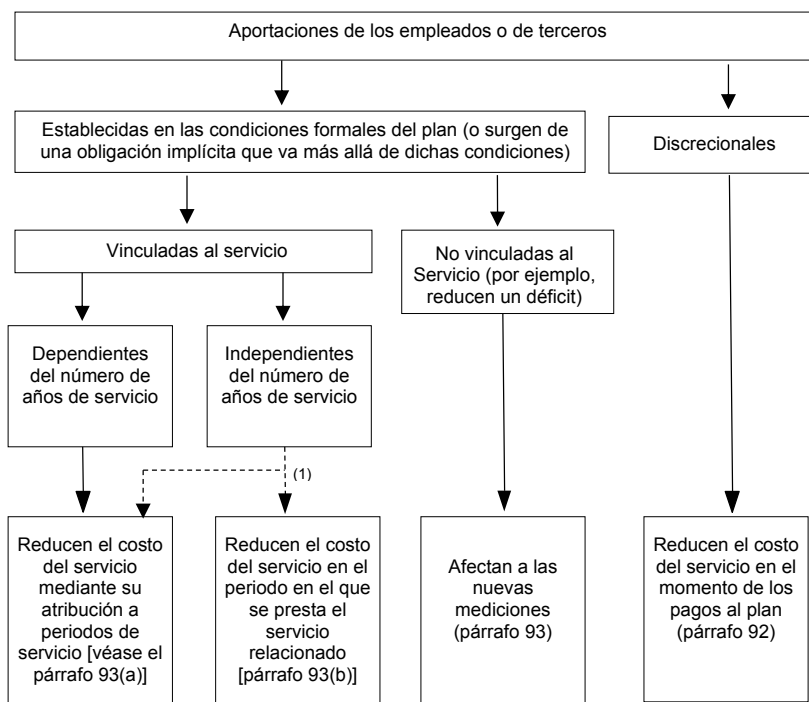 Aportaciones de los empleados o de terceros
Establecidas en las condiciones formales del plan (o surgen de
una obligación implícita que va más allá de dichas condiciones)
Discrecionales
Vinculadas al servicio
No vinculadas al
Servicio (por ejemplo,
reducen un déficit)
Dependientes
del número de
años de servicio
Independientes
del número de
años de servicio
(1)
Reducen el costo
del servicio
mediante su
atribución a
periodos de
servicio [véase el
párrafo 93(a)]
Reducen el costo del
servicio en el
periodo en el que
se presta el
servicio
relacionado
[párrafo 93(b)]
Afectan a las
nuevas
mediciones
(párrafo 93)
Reducen el costo
del servicio en el
momento de los
pagos al plan
(párrafo 92)